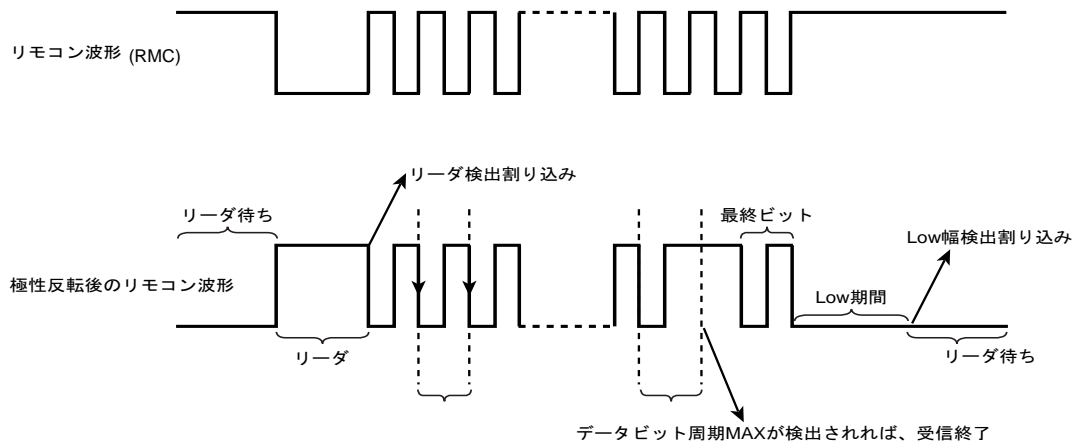 リモコン波形 (RMC)
リーダ検出割り込み
リーダ待ち
最終ビット
Low幅検出割り込み
極性反転後のリモコン波形
Low期間
リーダ
リーダ待ち
データビット周期MAXが検出されれば、受信終了